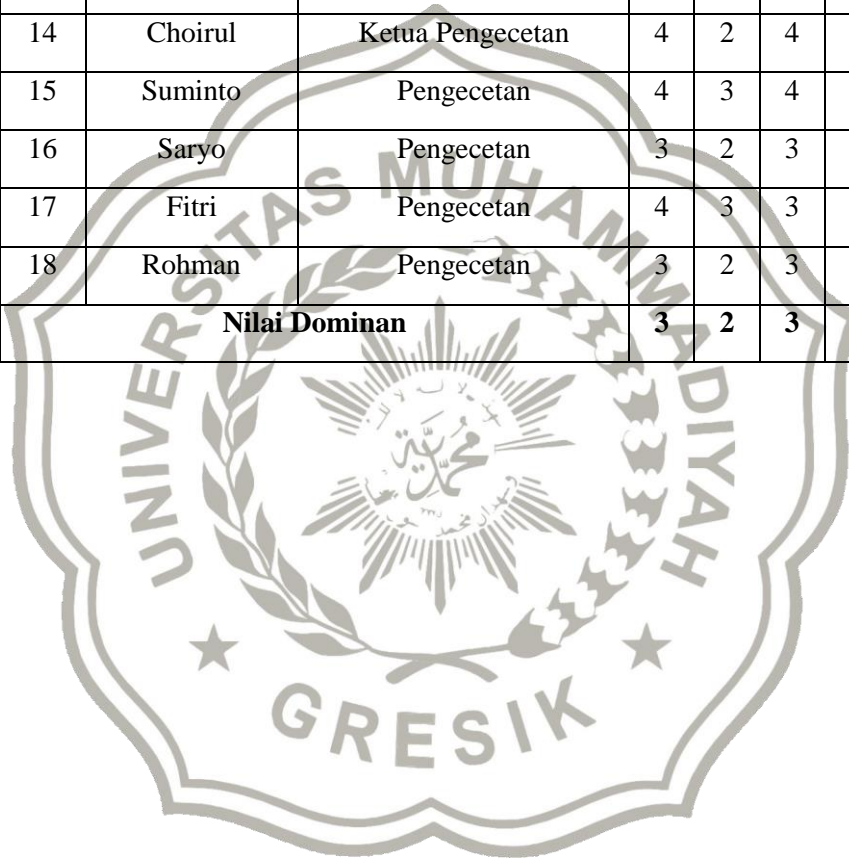 14 Choirul Ketua Pengecetan 4 2 4
15 Suminto Pengecetan 4 3 4
16 Saryo Pengecetan 3 2 3
17 Fitri Pengecetan 4 3 3
18 Rohman Pengecetan 3 2 3
Nilai Dominan 3 2 3
UNIVERSITAS MUHAMMADIYAH
GRESIK